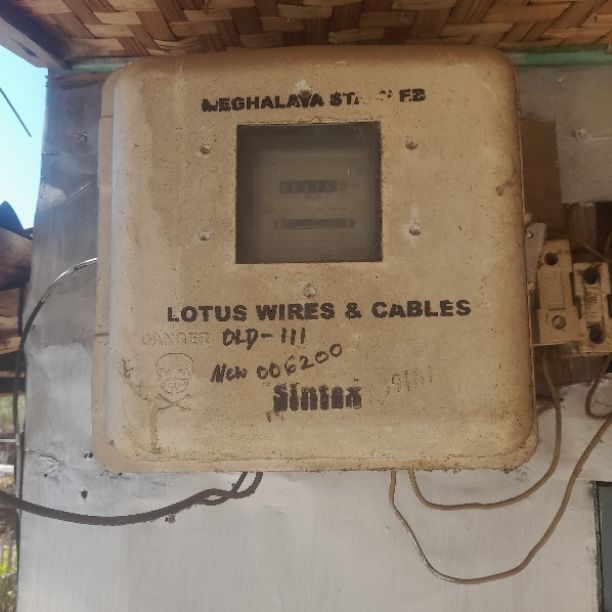 MEGHALAYA
LOTUS WIRES & CABLES
DANGER OLD-111
New 006200
Sintex